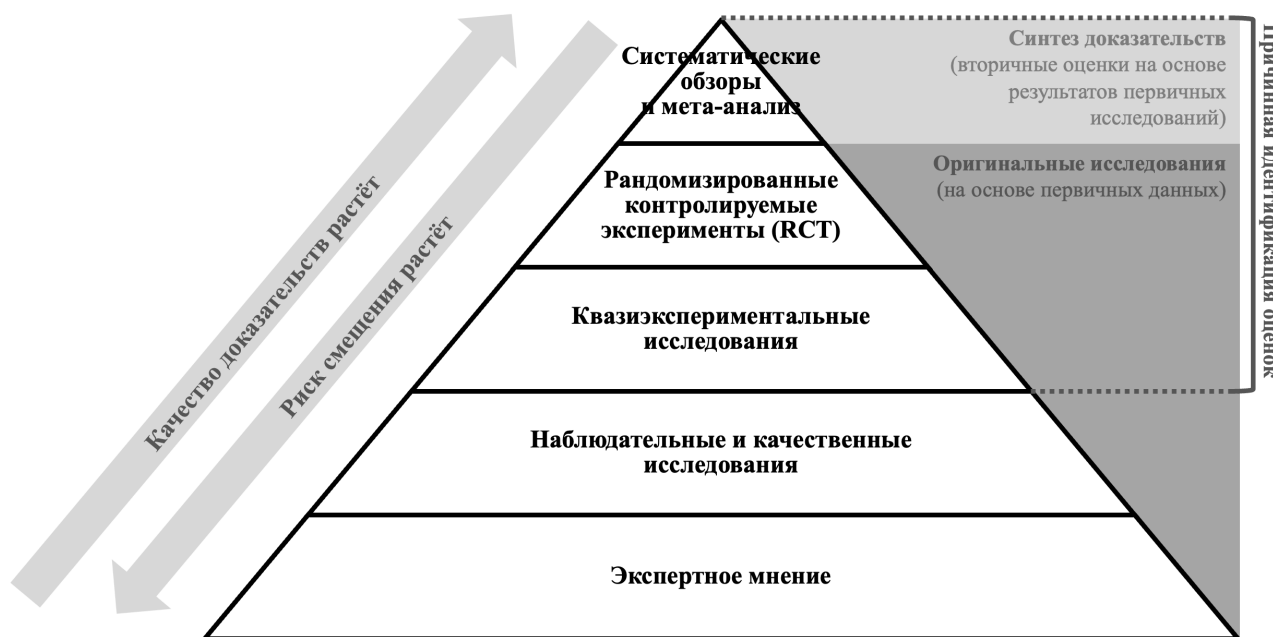 Систематические
обзоры
и мета-анализ
Синтез доказательств
(вторичные оценки на основе
результатов первичных
исследований)
Рандомизированные
контролируемые
эксперименты (RCT)
Оригинальные исследования
(на основе первичных данных)
Причинная идентификация оценок
Качество доказательств растёт
Риск смещения растёт
Квазиэкспериментальные
исследования
Наблюдательные и качественные
исследования
Экспертное мнение